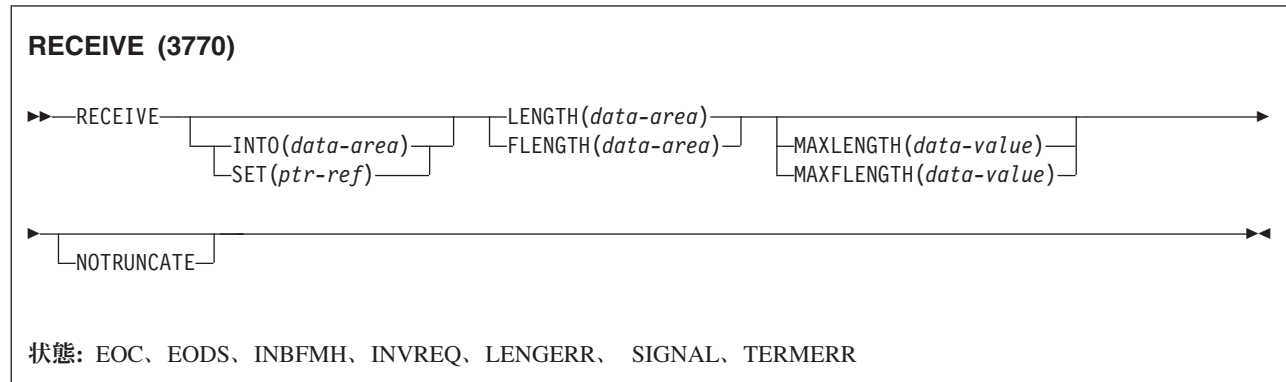 RECEIVE (3770)
RECEIVE LENGTH(data-area)
INTO(data-area) FLENGTH(data-area) MAXLENGTH(data-value)
SET(ptr-ref) MAXFLENGTH(data-value)
NOTRUNCATE
状態: EOC、EODS、INBFMH、INVREQ、LENGERR、 SIGNAL、TERMERR